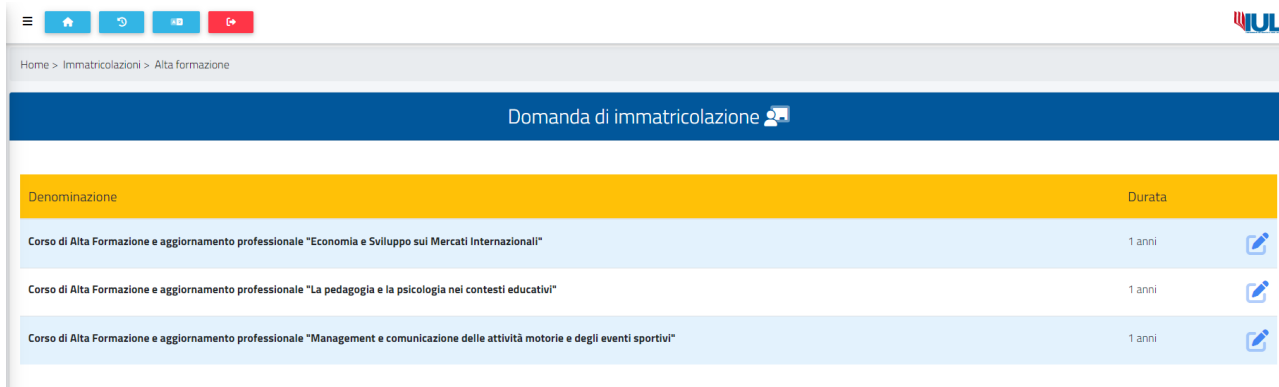 IUL
Home > Immatricolazioni > Alta formazione
Domanda di immatricolazione
Denominazione Durata
Corso di Alta Formazione e aggiornamento professionale "Economia e Sviluppo sui Mercati Internazionali" 1 anni
Corso di Alta Formazione e aggiornamento professionale "La pedagogia e la psicologia nei contesti educativi" 1 anni
Corso di Alta Formazione e aggiornamento professionale "Management e comunicazione delle attività motorie e degli eventi sportivi" 1 anni